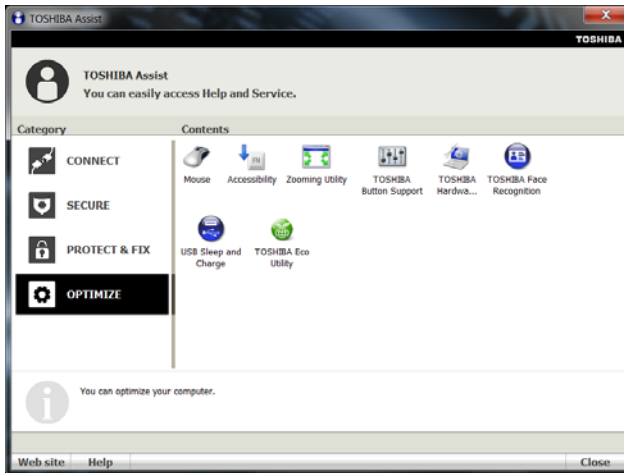 TOSHIBA Assist
TOSHIBA
TOSHIBA Assist
You can easily access Help and Service.
Category
Contents
CONNECT
SECURE
PROTECT & FIX
OPTIMIZE
Mouse
Accessibility
FN
Zooming Utility
TOSHIBA
Button Support
TOSHIBA
Hardwa...
TOSHIBA Face
Recognition
USB Sleep and
Charge
TOSHIBA Eco
Utility
You can optimize your computer.
Web site
Help
Close